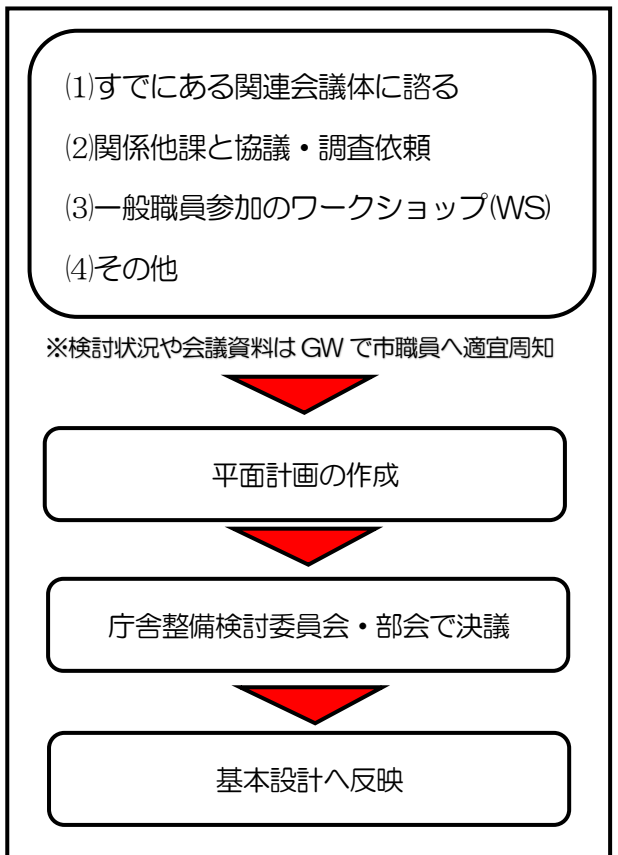 ⑴すでにある関連会議体に諮る
⑵関係他課と協議・調査依頼
⑶一般職員参加のワークショップ(WS)
⑷その他
※検討状況や会議資料は GW で市職員へ適宜周知
平面計画の作成
庁舎整備検討委員会・部会で決議
基本設計へ反映